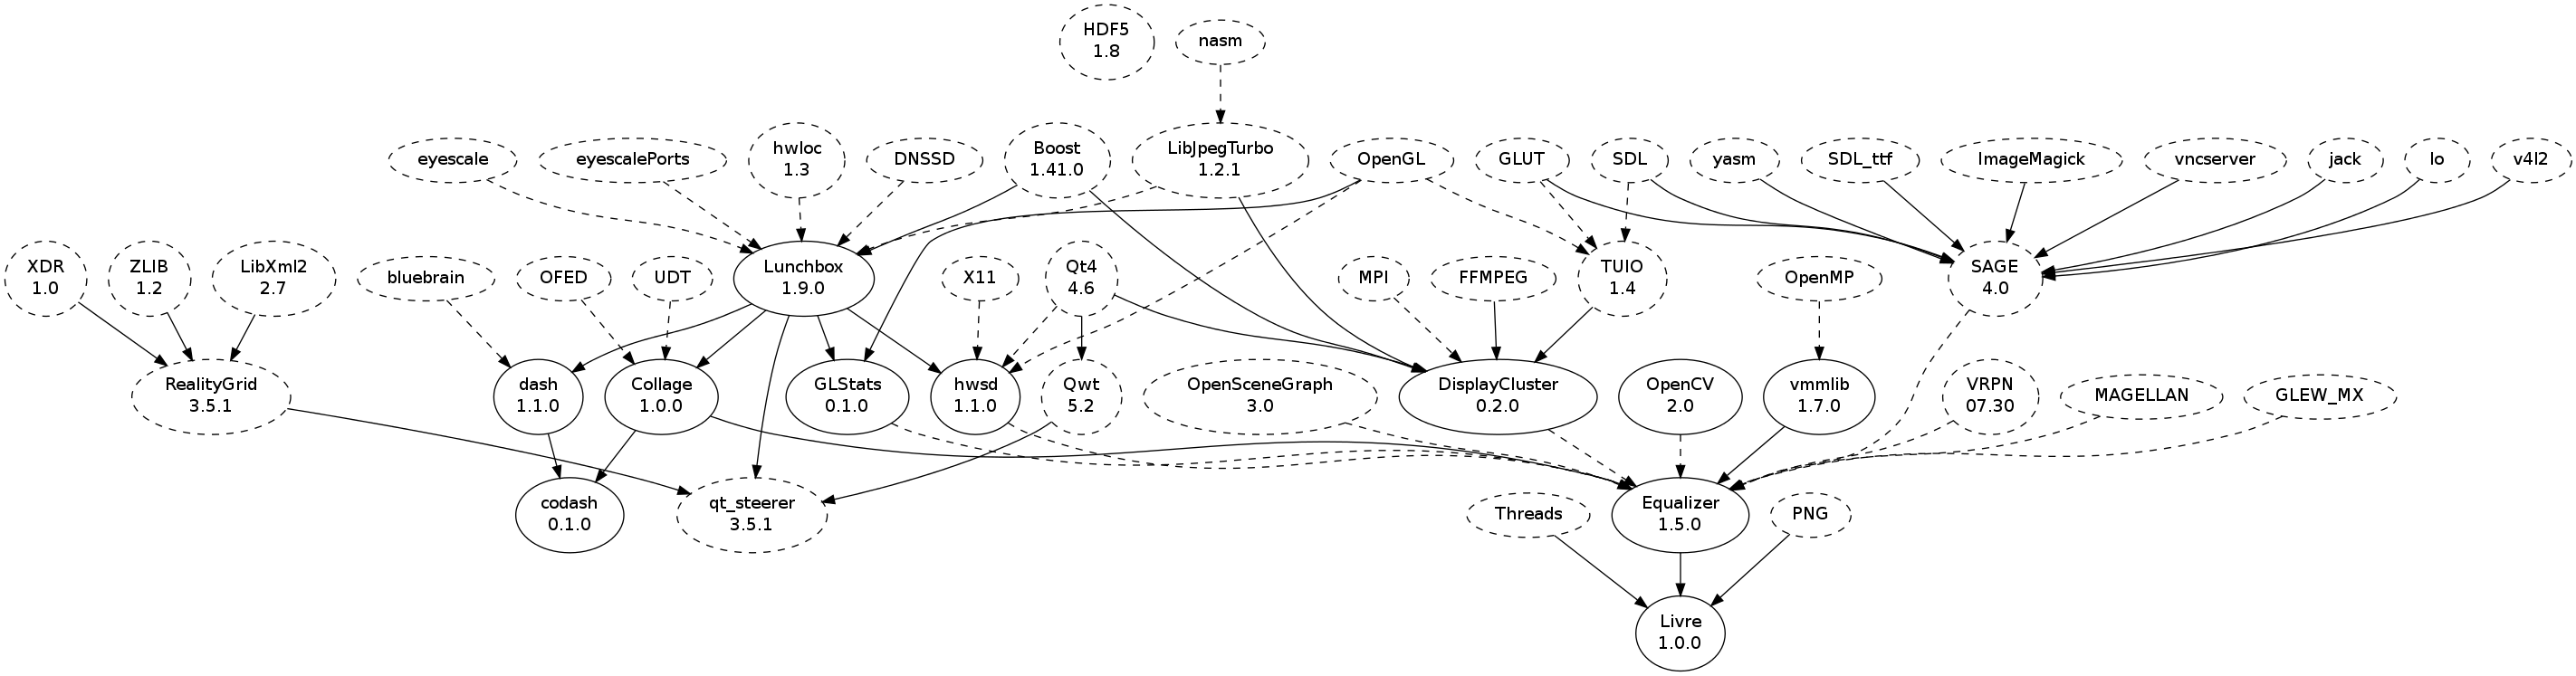 HDF5
1.8
nasm
eyescale
eyescalePorts
hwloc
1.3
DNSSD
Boost
1.41.0
LibJpegTurbo
1.2.1
OpenGL
GLUT
SDL
yasm
SDL_ttf
ImageMagick
vncserver
jack
lo
v4l2
XDR
1.0
ZLIB
1.2
LibXml2
2.7
bluebrain
OFED
UDT
Lunchbox
1.9.0
X11
Qt4
4.6
MPI
FFMPEG
TUIO
1.4
OpenMP
SAGE
4.0
RealityGrid
3.5.1
dash
1.1.0
Collage
1.0.0
GLStats
0.1.0
hwsd
1.1.0
Qwt
5.2
OpenSceneGraph
3.0
DisplayCluster
0.2.0
OpenCV
2.0
vmmlib
1.7.0
VRPN
07.30
MAGELLAN
GLEW_MX
codash
0.1.0
qt_steerer
3.5.1
Threads
Equalizer
1.5.0
PNG
Livre
1.0.0